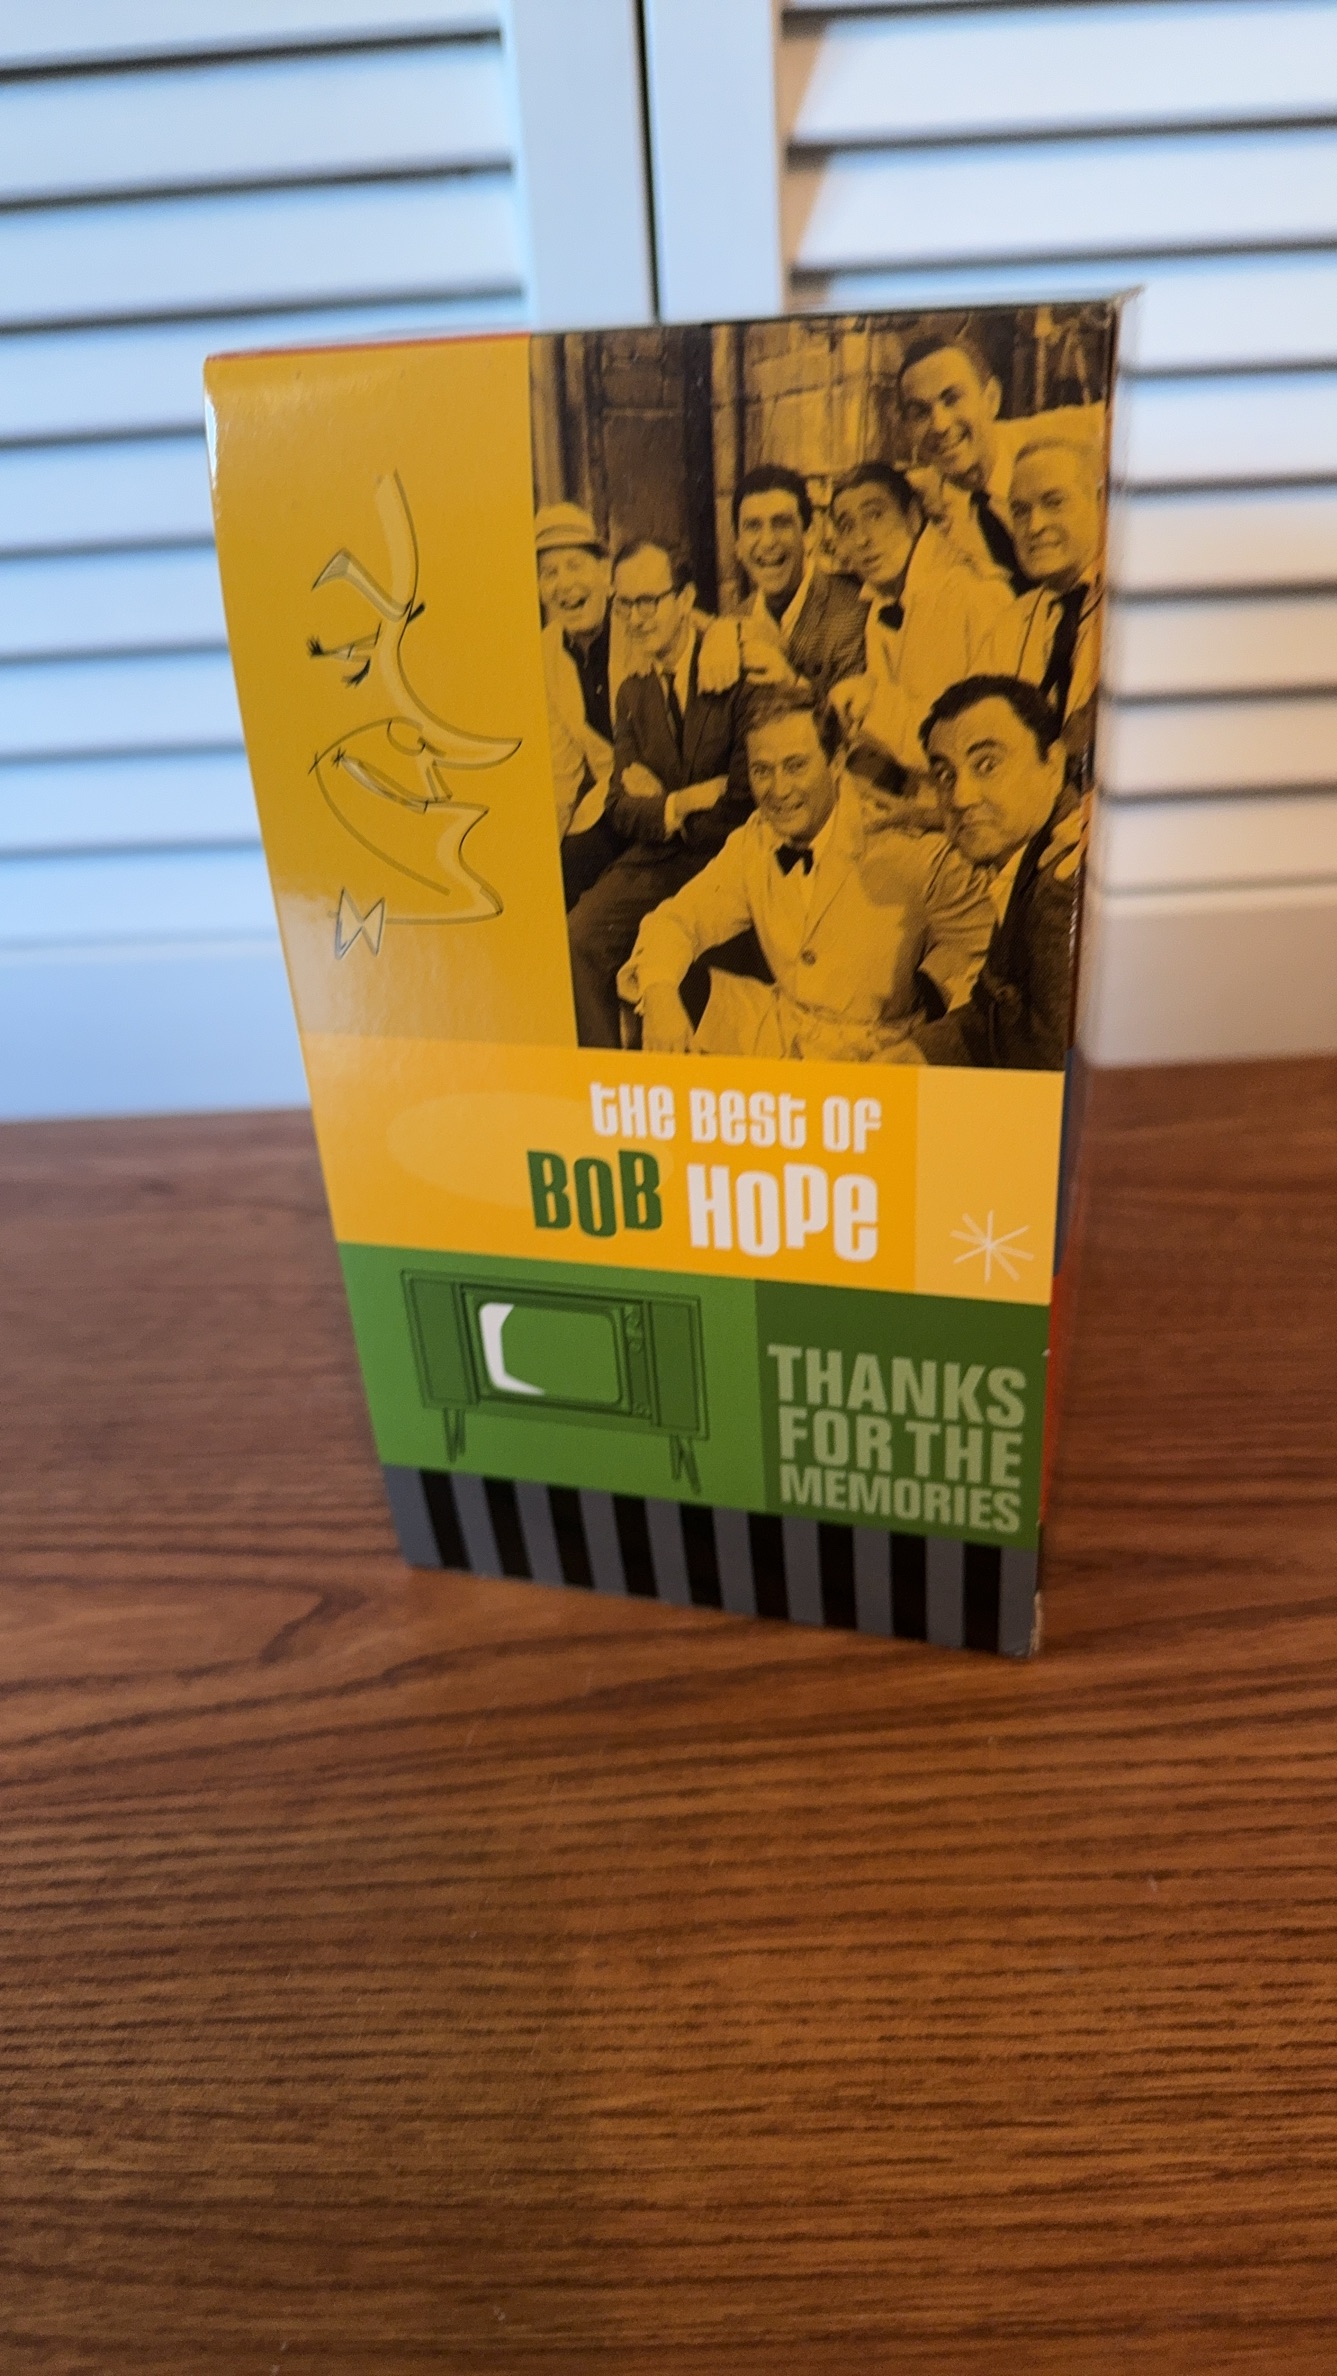 the Best of
BOB HOPe
THANKS
FOR THE
MEMORIES